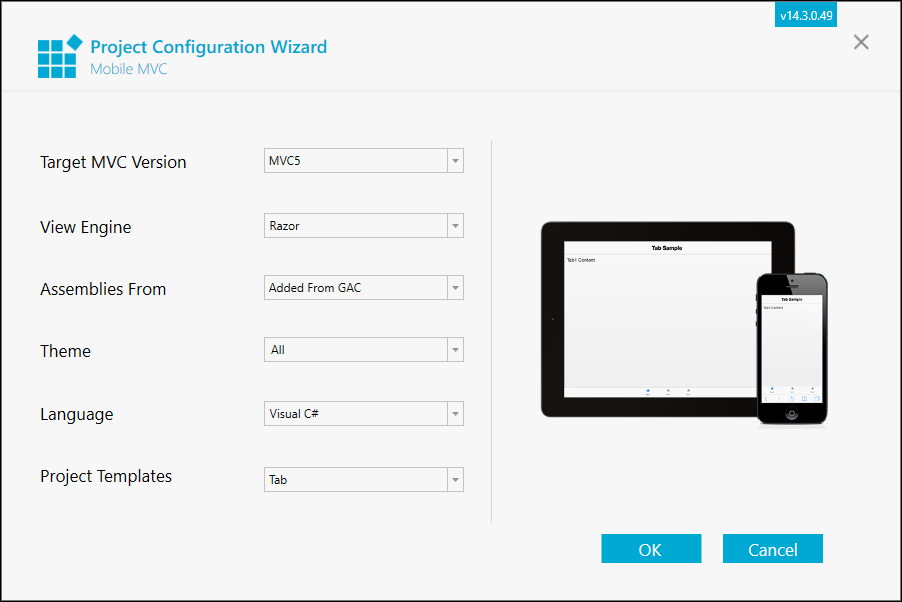 v14.3.0.49
Project Configuration Wizard
Mobile MVC
Target MVC Version
MVC5
View Engine
Razor
Assemblies From
Added From GAC
Theme
All
Language
Visual C#
Project Templates
Tab
Tab Sample
Tab1 Content
Tab Sample
Tab1 Content
OK
Cancel